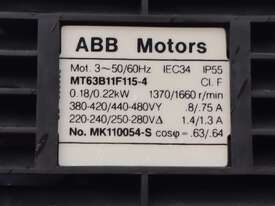 ABB Motors
Mot. 3~50/60Hz IEC34 IP55
MT63B11F115-4 Cl. F
0.18/0.22kW 1370/1660 r/min
380-420/440-480VY .8/.75 A
220-240/250-280VΔ 1.4/1.3 A
No. MK110054-S cosφ=.63/.64